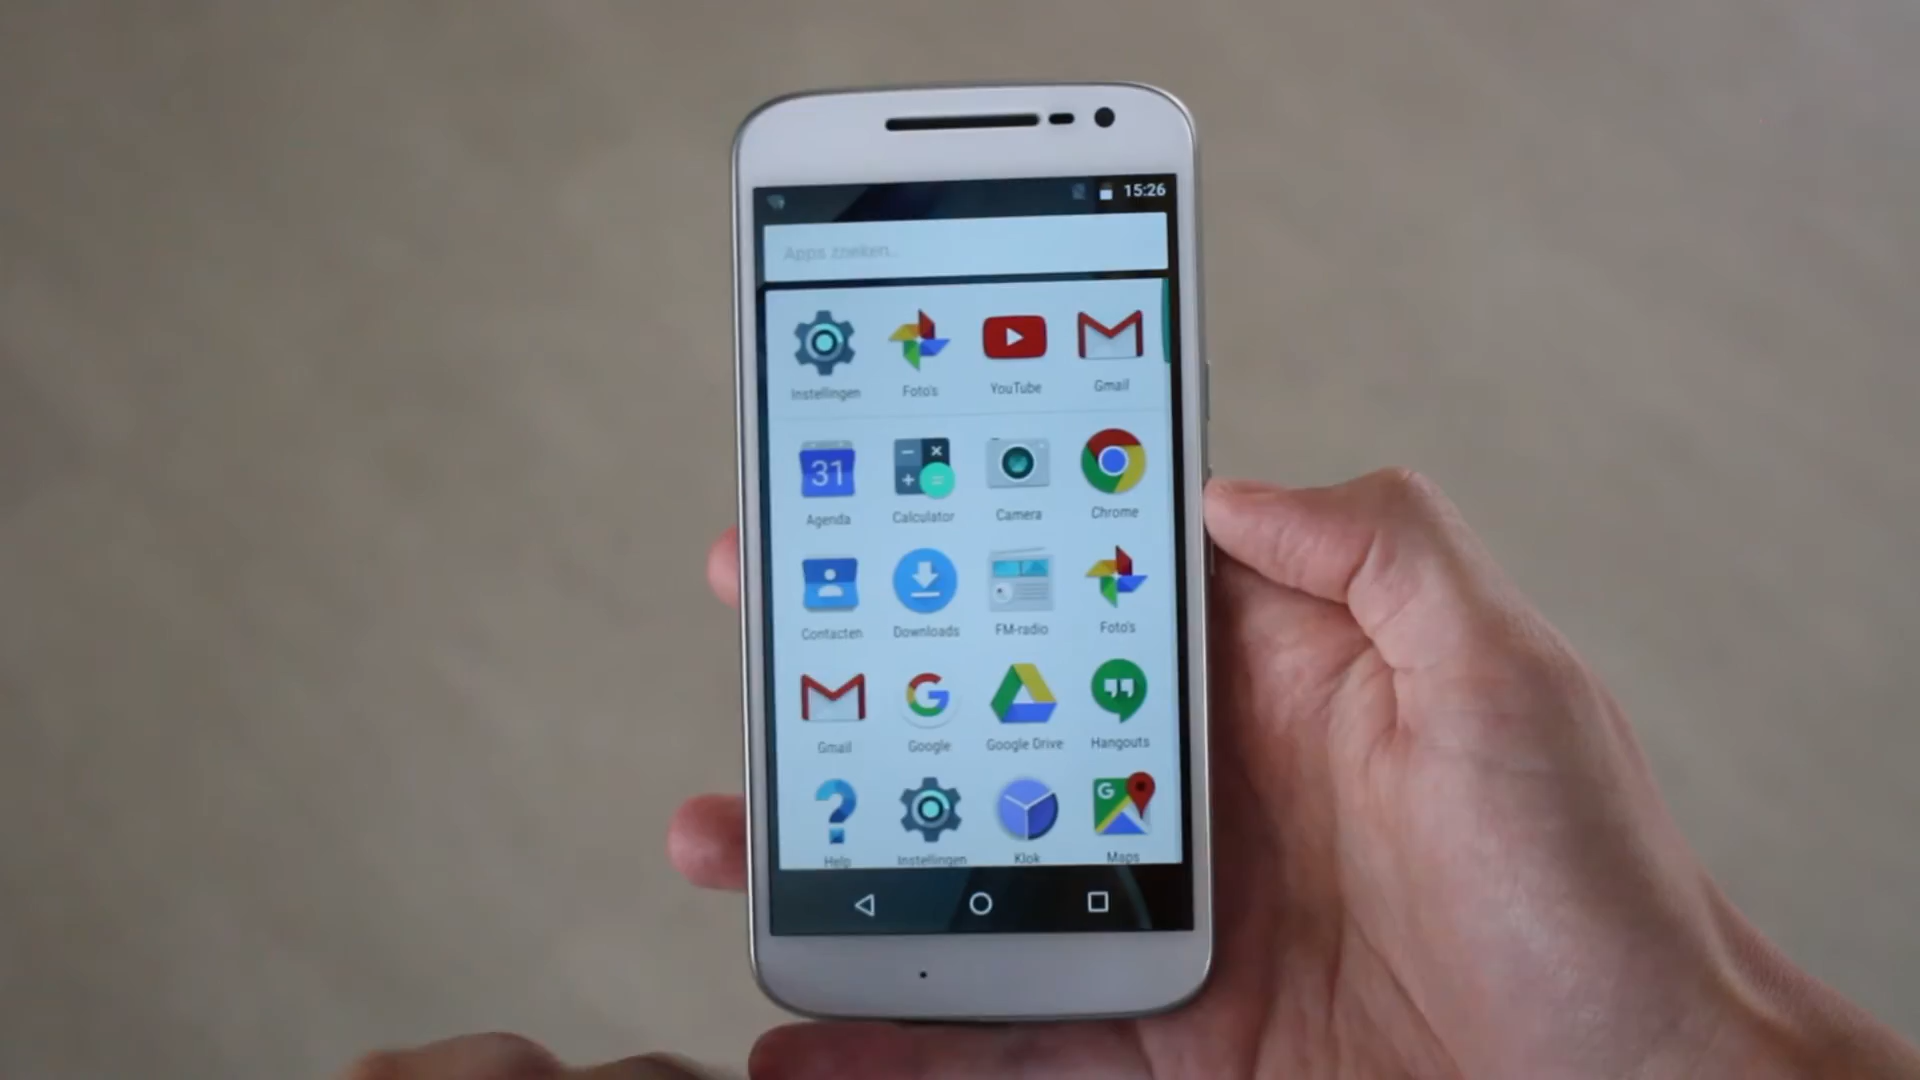 15:26
Apps zoeken...
Instellingen Foto's YouTube Gmail
31
Agenda Calculator Camera Chrome
Contacten Downloads FM-radio Foto's
Gmail Google Google Drive Hangouts
G
Help Instellingen Klok Maps